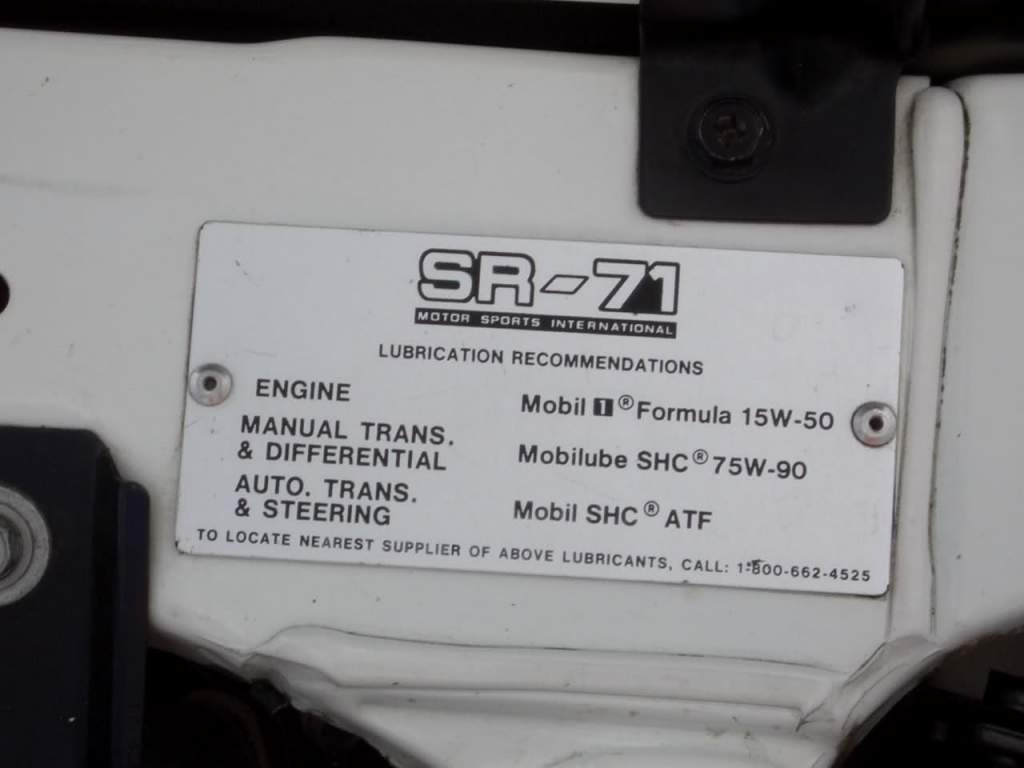 SR-71
MOTOR SPORTS INTERNATIONAL
LUBRICATION RECOMMENDATIONS
ENGINE Mobil 1® Formula 15W-50
MANUAL TRANS.
& DIFFERENTIAL Mobilube SHC® 75W-90
AUTO. TRANS.
& STEERING Mobil SHC® ATF
TO LOCATE NEAREST SUPPLIER OF ABOVE LUBRICANTS, CALL: 1-800-662-4525